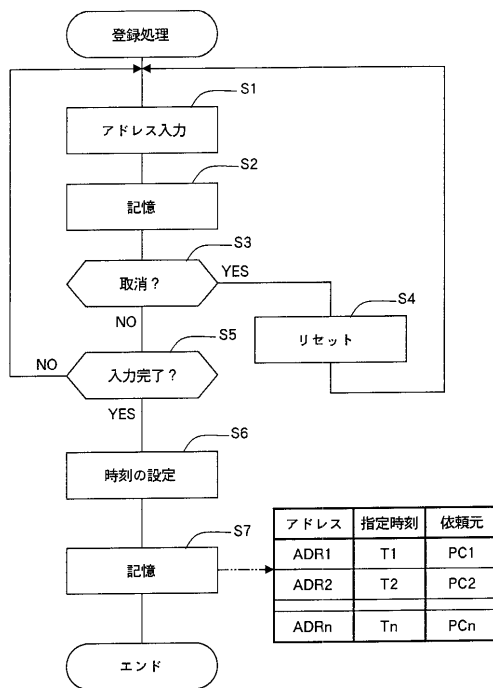 登録処理
S1
アドレス入力
S2
記憶
S3
取消？
YES
S4
リセット
NO
S5
入力完了？
NO
YES
S6
時刻の設定
S7
記憶
アドレス 指定時刻 依頼元
ADR1 T1 PC1
ADR2 T2 PC2
ADRn Tn PCn
エンド